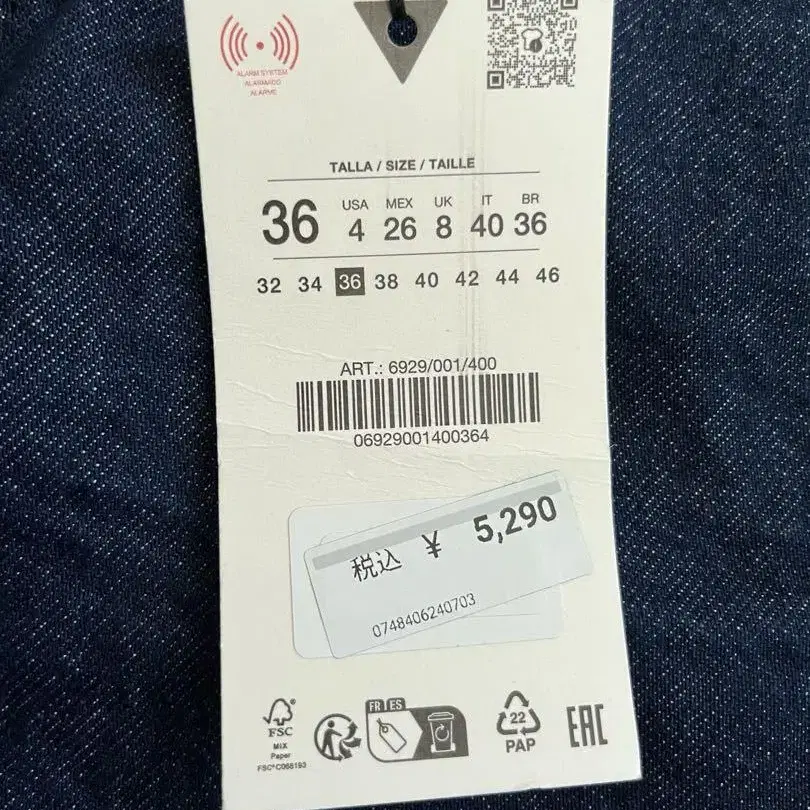 ALARM SYSTEM
ALARMADO
ALARME
TALLA / SIZE / TAILLE
36 USA 4 MEX 26 UK 8 IT 40 BR 36
32 34 36 38 40 42 44 46
ART.: 6929/001/400
06929001400364
税込 ¥ 5,290
0748406240703
FSC
MIX
Paper
FSC® C068193
FR ES
22
PAP
EAC